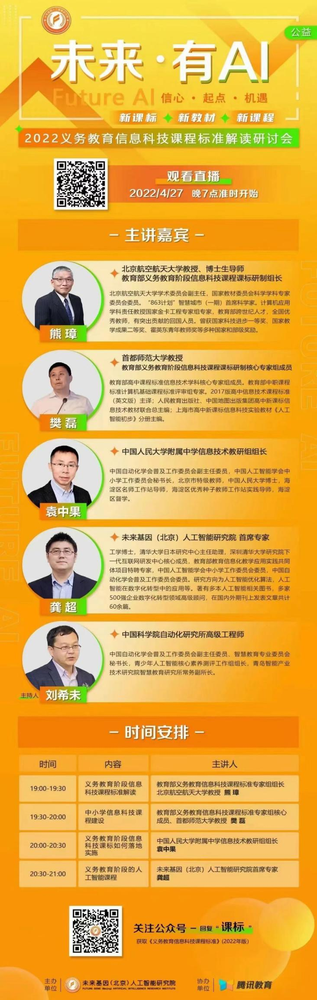 公益
未来·有AI
Future AI 信心 · 起点 · 机遇
新课标 新教材 新课程
2022义务教育信息科技课程标准解读研讨会
观看直播
2022/4/27 晚7点准时开始
– 主讲嘉宾 –
北京航空航天大学教授、博士生导师
教育部义务教育阶段信息科技课程课标研制组长
北京航空航天大学学术委员会副主任，国家教材委员会科学学科专家
委员会委员。“863计划”智慧城市（一期）首席科学家。计算机应用
学科责任教授国家金卡工程专家组专家，教育部跨世纪人才，全国优
秀教师，有突出贡献的回国人员。曾获国家科技进步一等奖、国家教
学成果二等奖、霍英东青年教师奖等多种国家和部级奖励。
熊 璋
首都师范大学教授
教育部义务教育阶段信息科技课程课标研制核心专家组成员
教育部高中课程标准信息技术学科核心专家组成员。教育部中职课程
标准计算机基础课程标准评审组专家。2017版高中信息技术课程标准
（英文版）主译；人民教育出版社、中国地图出版集团高中新课标信
息技术教材联合总主编；上海市高中新课标信息科技实验教材《人工
智能初步》分册主编。
樊 磊
中国人民大学附属中学信息技术教研组组长
中国自动化学会普及工作委员会副主任委员，中国人工智能学会中
小学工作委员会秘书长，北京市特级教师，中国人民大学博士，海
淀区名师工作站导师，海淀区优秀种子教师工作站实践导师，海淀
区督学。
袁中果
未来基因（北京）人工智能研究院 首席专家
工学博士，清华大学日本研究中心主任助理，深圳清华大学研究院下
一代互联网研发中心核心成员，教育部教育信息化教学应用实践共同
体项目特聘专家，中国人工智能学会中小学工作委员会委员，中国自
动化学会普及工作委员会委员。研究方向为人工智能优化算法，人工
智能在数字化转型中的应用等。著有多本人工智能相关图书，多家
500强企业数字化转型领域高级顾问，在国内外期刊上发表文章共计
60余篇。
龚 超
中国科学院自动化研究所高级工程师
中国自动化学会普及工作委员会副主任委员、智慧教育专业委员会
秘书长，青少年人工智能核心素养测评工作组组长，青岛智能产业
技术研究院智慧教育研究所常务副所长。
主持人 刘希未
FUTURE AI
FUTURE AI
– 时间安排 –
时间 内容 主讲人
19:00-19:30
义务教育阶段信息
科技课程标准解读
教育部义务教育信息科技课程标准专家组组长
北京航空航天大学教授 熊 璋
19:30-20:00
中小学信息科技课
程建设
教育部义务教育信息科技课程标准专家组核心
成员、首都师范大学教授 樊 磊
20:00-20:30
义务教育阶段信息
科技课标如何落地
实施
中国人民大学附属中学信息技术教研组组长
袁中果
20:30-21:00
义务教育阶段的人
工智能课程
未来基因（北京）人工智能研究院首席专家
龚超
关注公众号 – 回复“课标”
获取《义务教育信息科技课程标准》(2022年版)
主办
单位
未来基因(北京)人工智能研究院
FUTURE GENE (Beijing) ARTIFICIAL INTELLIGENCE RESEARCH INSTITUTE
协办
单位
腾讯教育